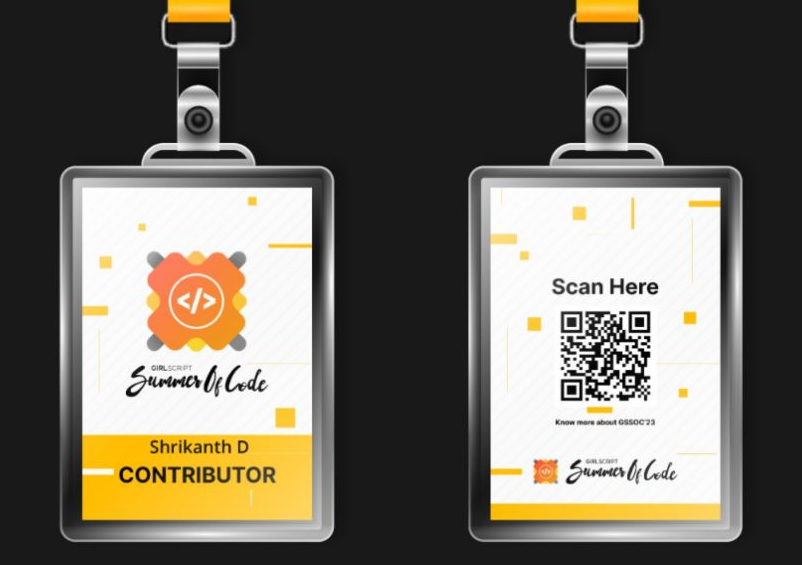 </>
GIRLSCRIPT
Summer Of Code
Shrikanth D
CONTRIBUTOR
Scan Here
Know more about GSSOC'23
</>
GIRLSCRIPT
Summer Of Code